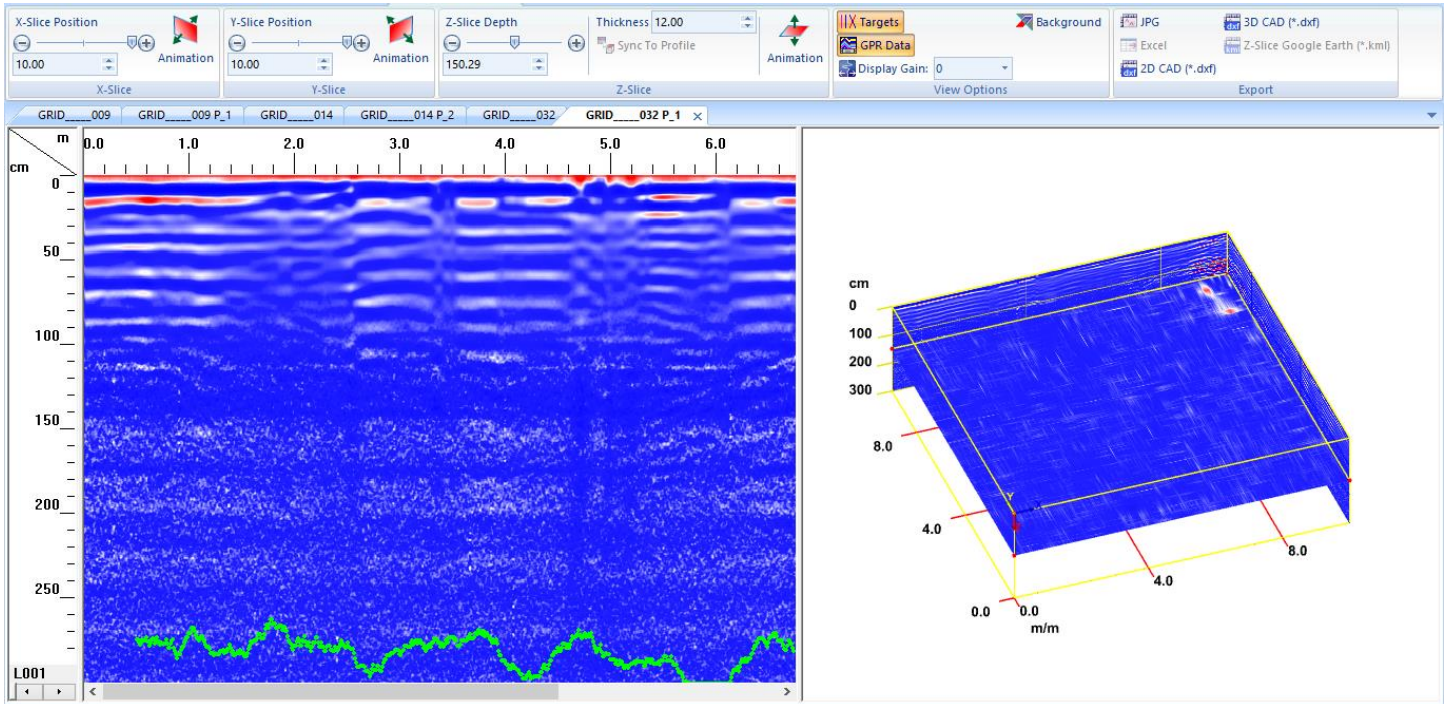 X-Slice Position
10.00
Animation
X-Slice
Y-Slice Position
10.00
Animation
Y-Slice
Z-Slice Depth
150.29
Thickness 12.00
Sync To Profile
Animation
Z-Slice
Targets
GPR Data
Display Gain: 0
Background
View Options
JPG
Excel
2D CAD (*.dxf)
3D CAD (*.dxf)
Z-Slice Google Earth (*.kml)
Export
GRID_____009
GRID_____009 P_1
GRID_____014
GRID_____014 P_2
GRID_____032
GRID_____032 P_1
m
cm
0.0 1.0 2.0 3.0 4.0 5.0 6.0
0
50
100
150
200
250
L001
cm
0
100
200
300
8.0
4.0
0.0
Y
0.0
4.0
8.0
m/m